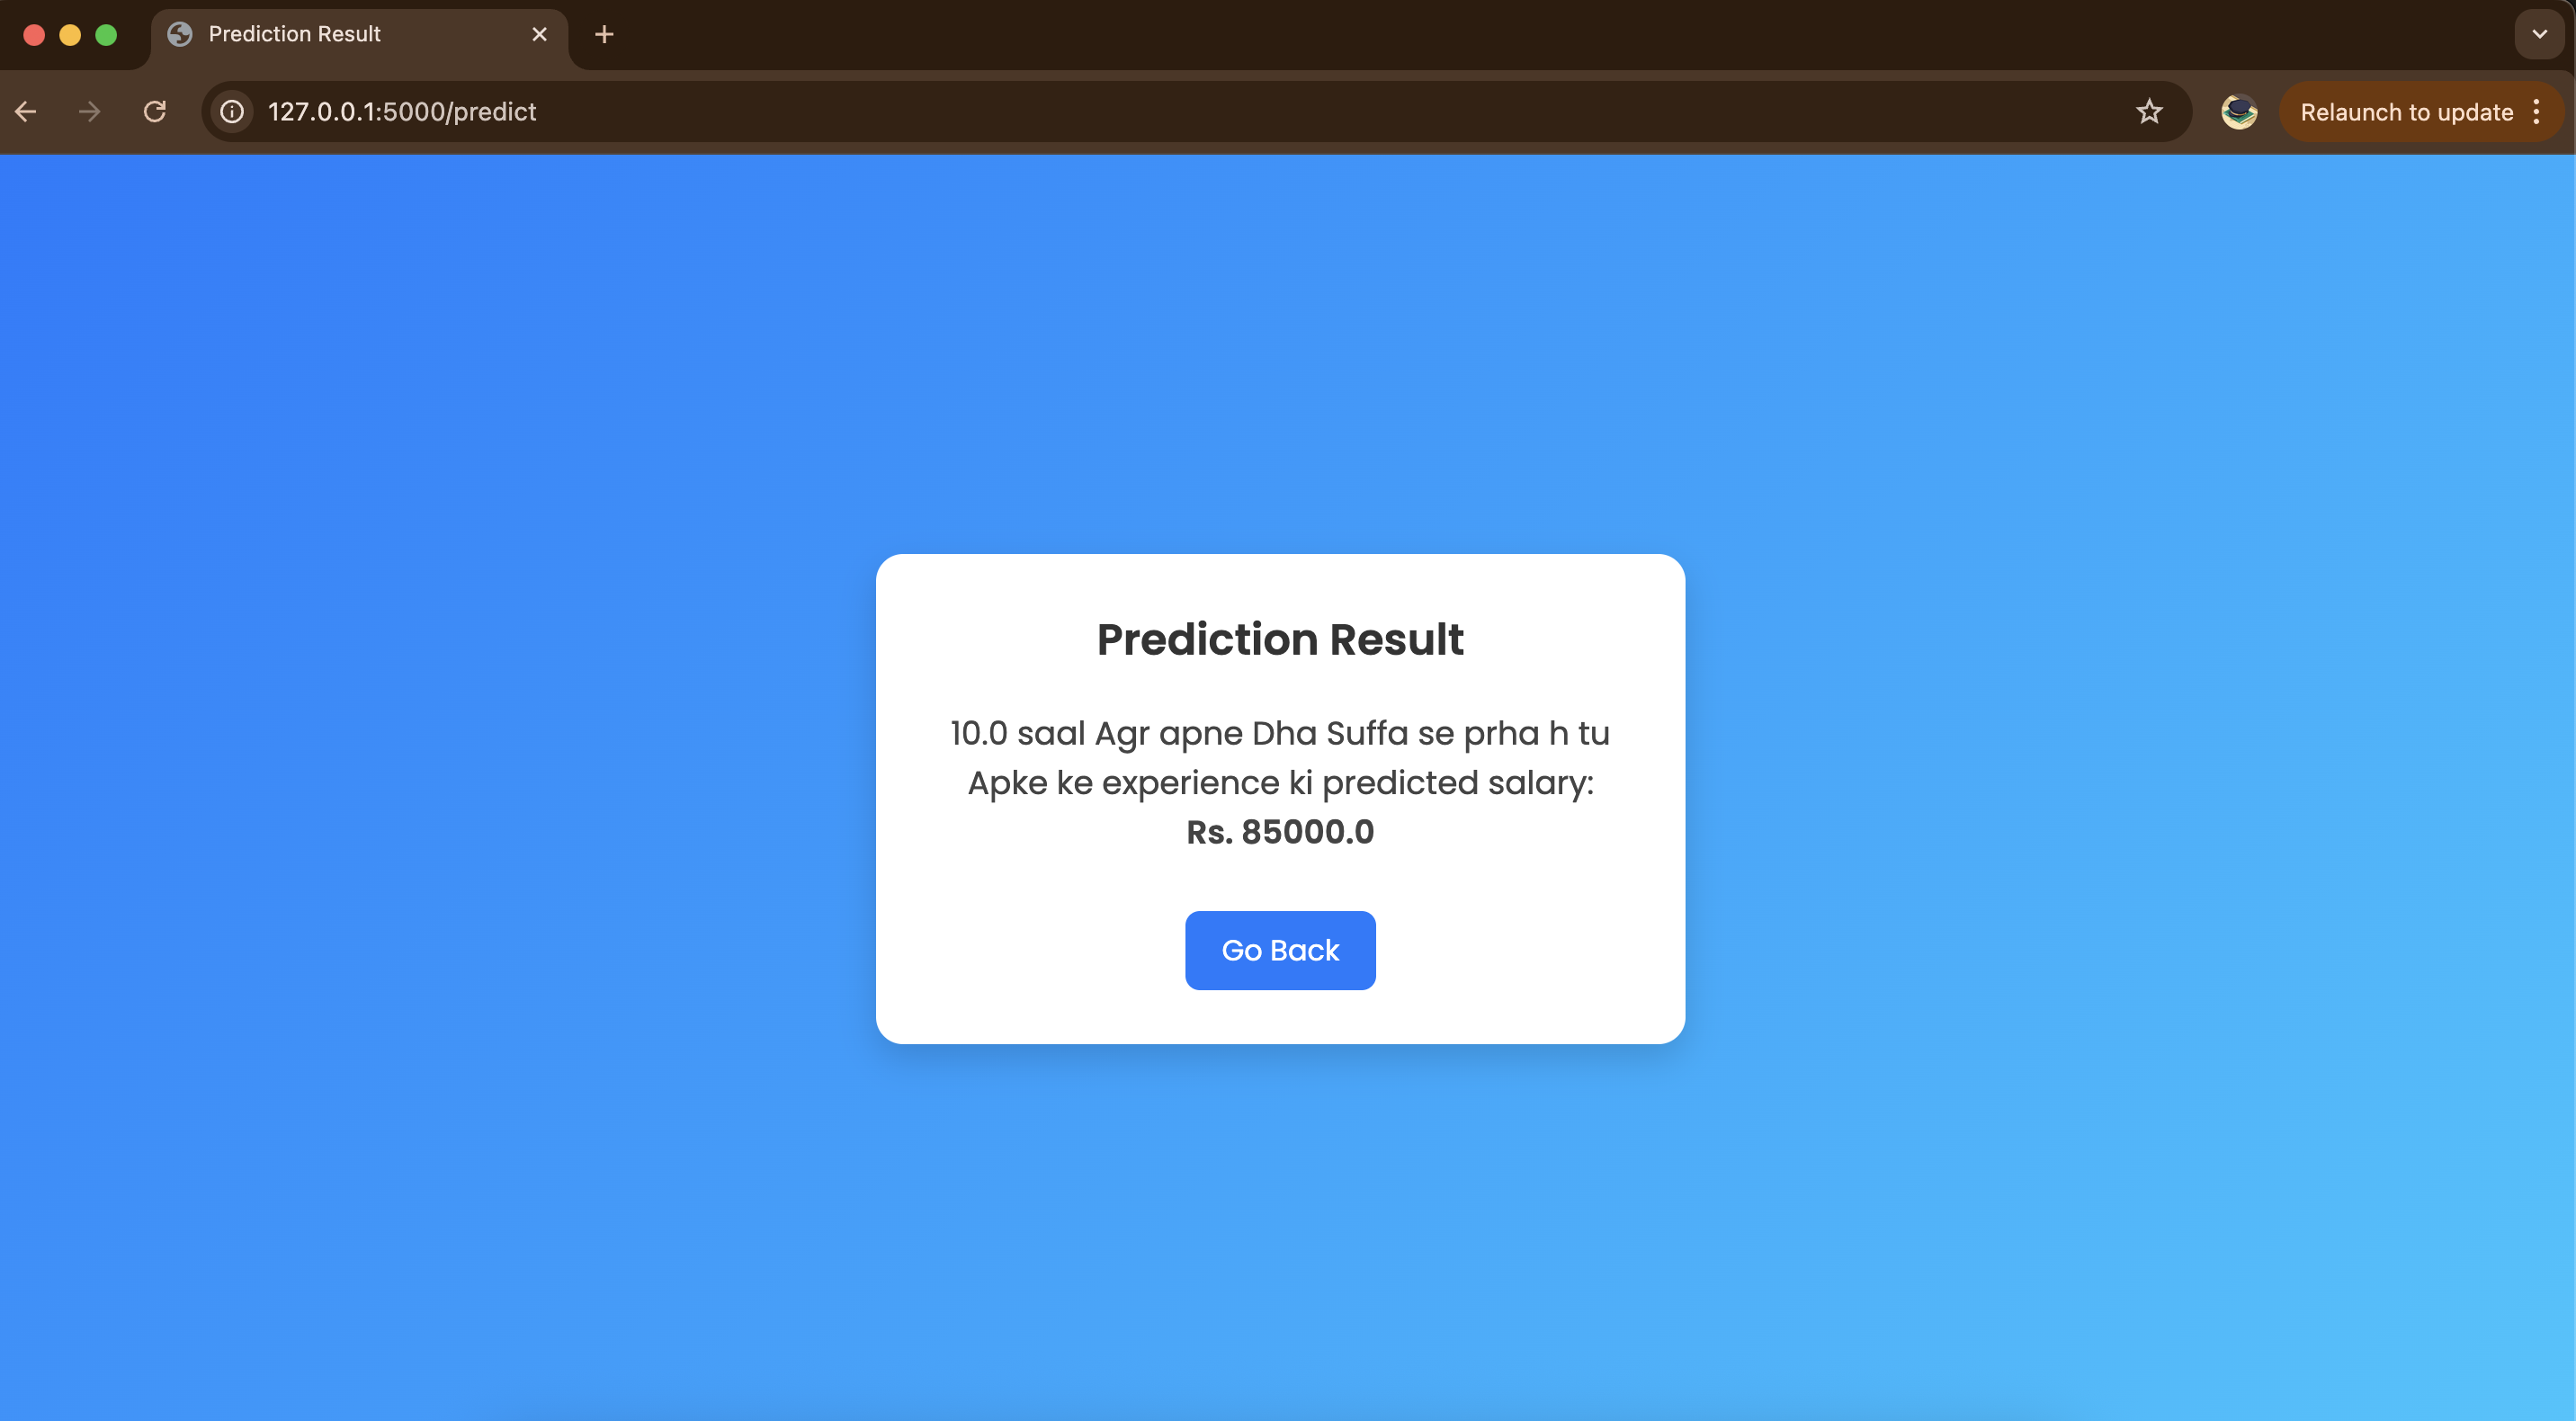 Prediction Result
127.0.0.1:5000/predict
Relaunch to update
Prediction Result
10.0 saal Agr apne Dha Suffa se prha h tu
Apke ke experience ki predicted salary:
Rs. 85000.0
Go Back